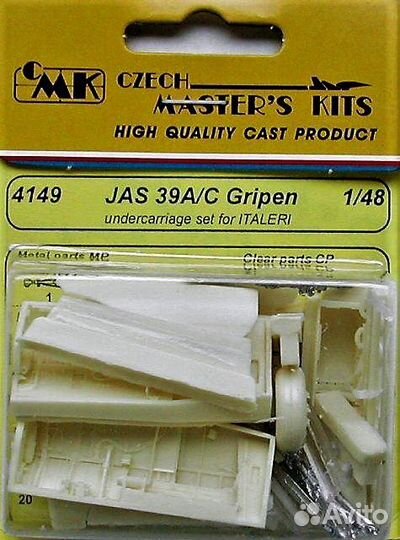 CMK
CZECH
MASTER'S KITS
HIGH QUALITY CAST PRODUCT
4149 JAS 39A/C Gripen 1/48
undercarriage set for ITALERI
Metal parts MP Clear parts CP
1
20
Avito